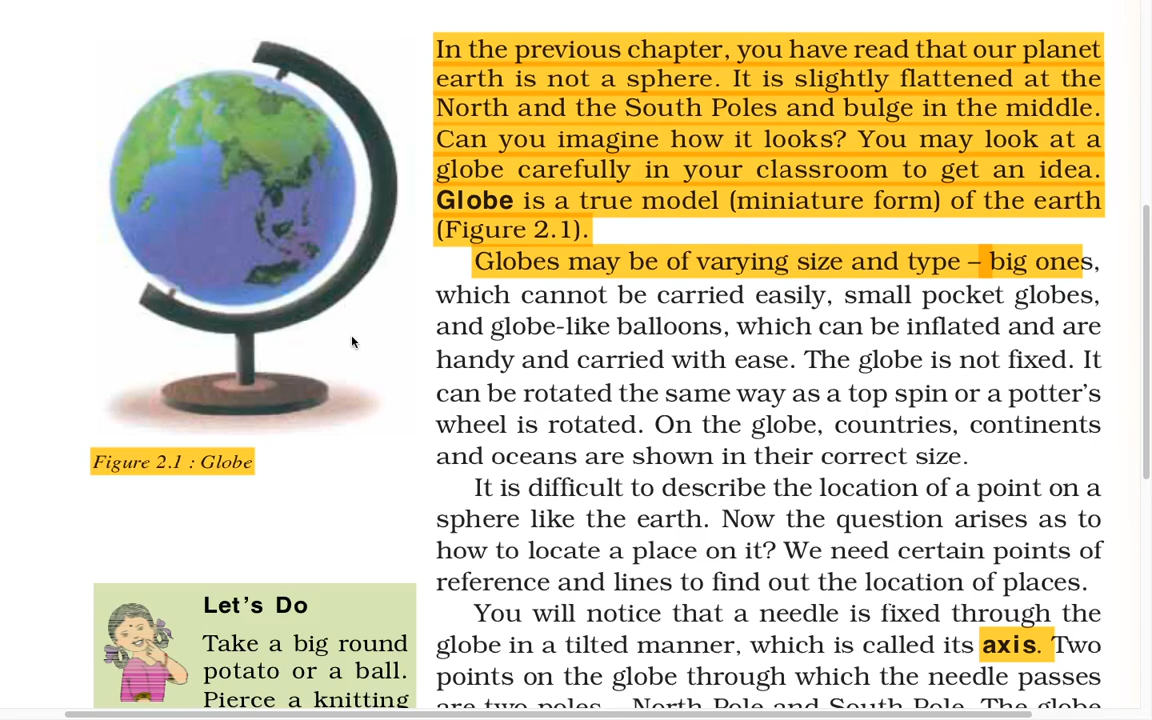 In the previous chapter, you have read that our planet
earth is not a sphere. It is slightly flattened at the
North and the South Poles and bulge in the middle.
Can you imagine how it looks? You may look at a
globe carefully in your classroom to get an idea.
Globe is a true model (miniature form) of the earth
(Figure 2.1).
Globes may be of varying size and type – big ones,
which cannot be carried easily, small pocket globes,
and globe-like balloons, which can be inflated and are
handy and carried with ease. The globe is not fixed. It
can be rotated the same way as a top spin or a potter's
wheel is rotated. On the globe, countries, continents
and oceans are shown in their correct size.
It is difficult to describe the location of a point on a
sphere like the earth. Now the question arises as to
how to locate a place on it? We need certain points of
reference and lines to find out the location of places.
You will notice that a needle is fixed through the
globe in a tilted manner, which is called its axis. Two
points on the globe through which the needle passes
are two poles – North Pole and South Pole. The globe
Figure 2.1 : Globe
Let's Do
Take a big round
potato or a ball.
Pierce a knitting